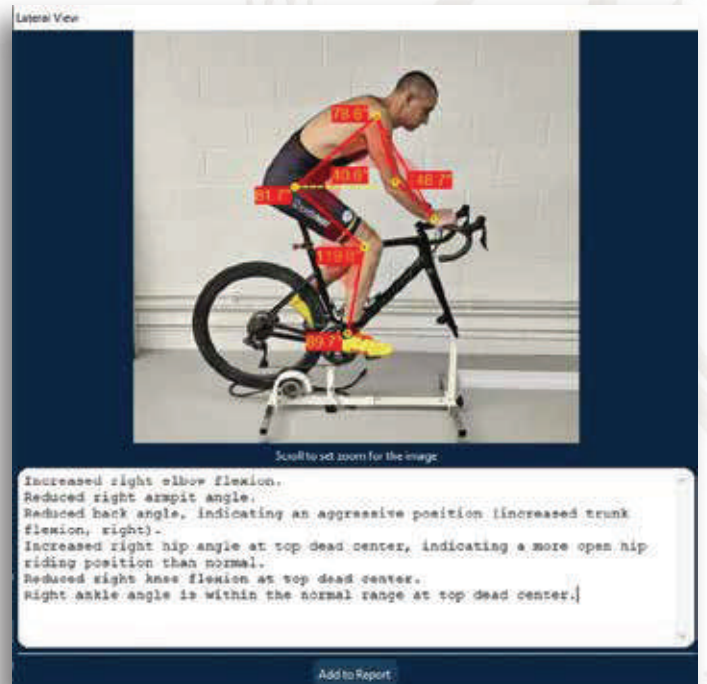 Lateral View
78.6°
40.6°
48.7°
81.7°
119.8°
89.7°
Scroll to set zoom for the image
Increased right elbow flexion.
Reduced right armpit angle.
Reduced back angle, indicating an aggressive position (increased trunk
flexion, right).
Increased right hip angle at top dead center, indicating a more open hip
riding position than normal.
Reduced right knee flexion at top dead center.
Right ankle angle is within the normal range at top dead center.
Add to Report